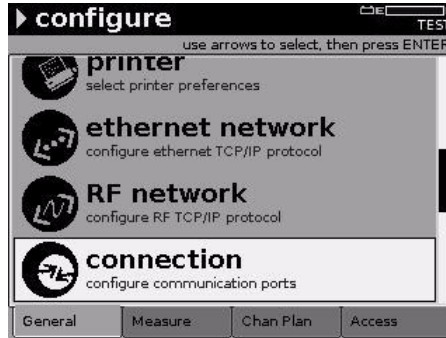 configure
E
TEST
use arrows to select, then press ENTER
printer
select printer preferences
ethernet network
configure ethernet TCP/IP protocol
RF network
configure RF TCP/IP protocol
connection
configure communication ports
General Measure Chan Plan Access